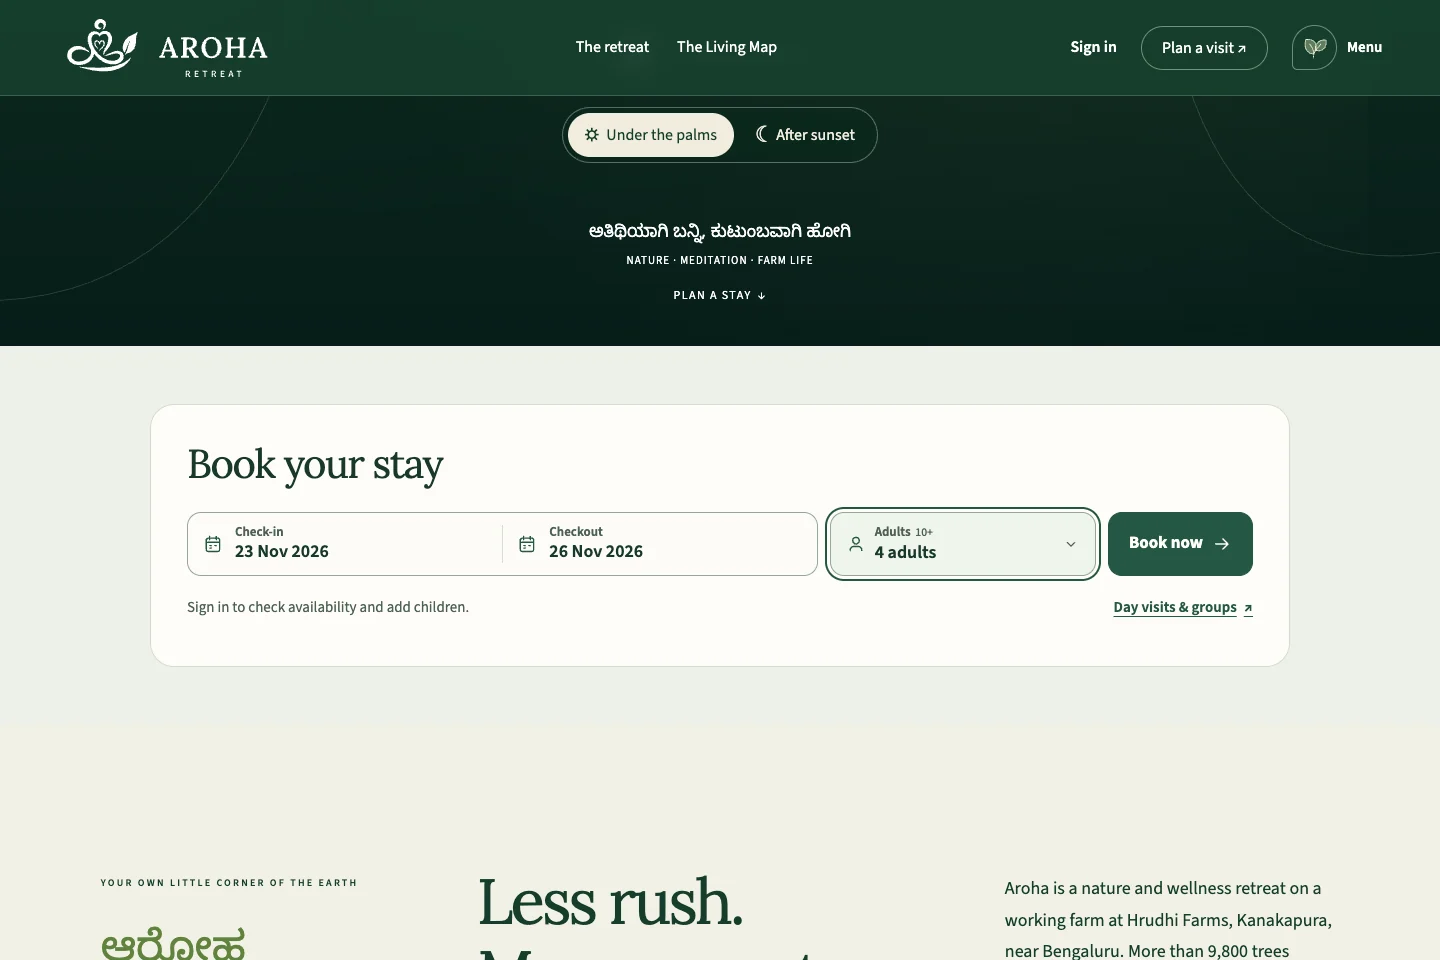 AROHA
RETREAT
The retreat
The Living Map
Sign in
Plan a visit ↗
Menu
Under the palms
After sunset
ಅತಿಥಿಯಾಗಿ ಬನ್ನಿ, ಕುಟುಂಬವಾಗಿ ಹೋಗಿ
NATURE · MEDITATION · FARM LIFE
PLAN A STAY ↓
Book your stay
Check-in
23 Nov 2026
Checkout
26 Nov 2026
Adults 10+
4 adults
Book now →
Sign in to check availability and add children.
Day visits & groups ↗
YOUR OWN LITTLE CORNER OF THE EARTH
ಆರೋಹ
Less rush.
Aroha is a nature and wellness retreat on a
working farm at Hrudhi Farms, Kanakapura,
near Bengaluru. More than 9,800 trees